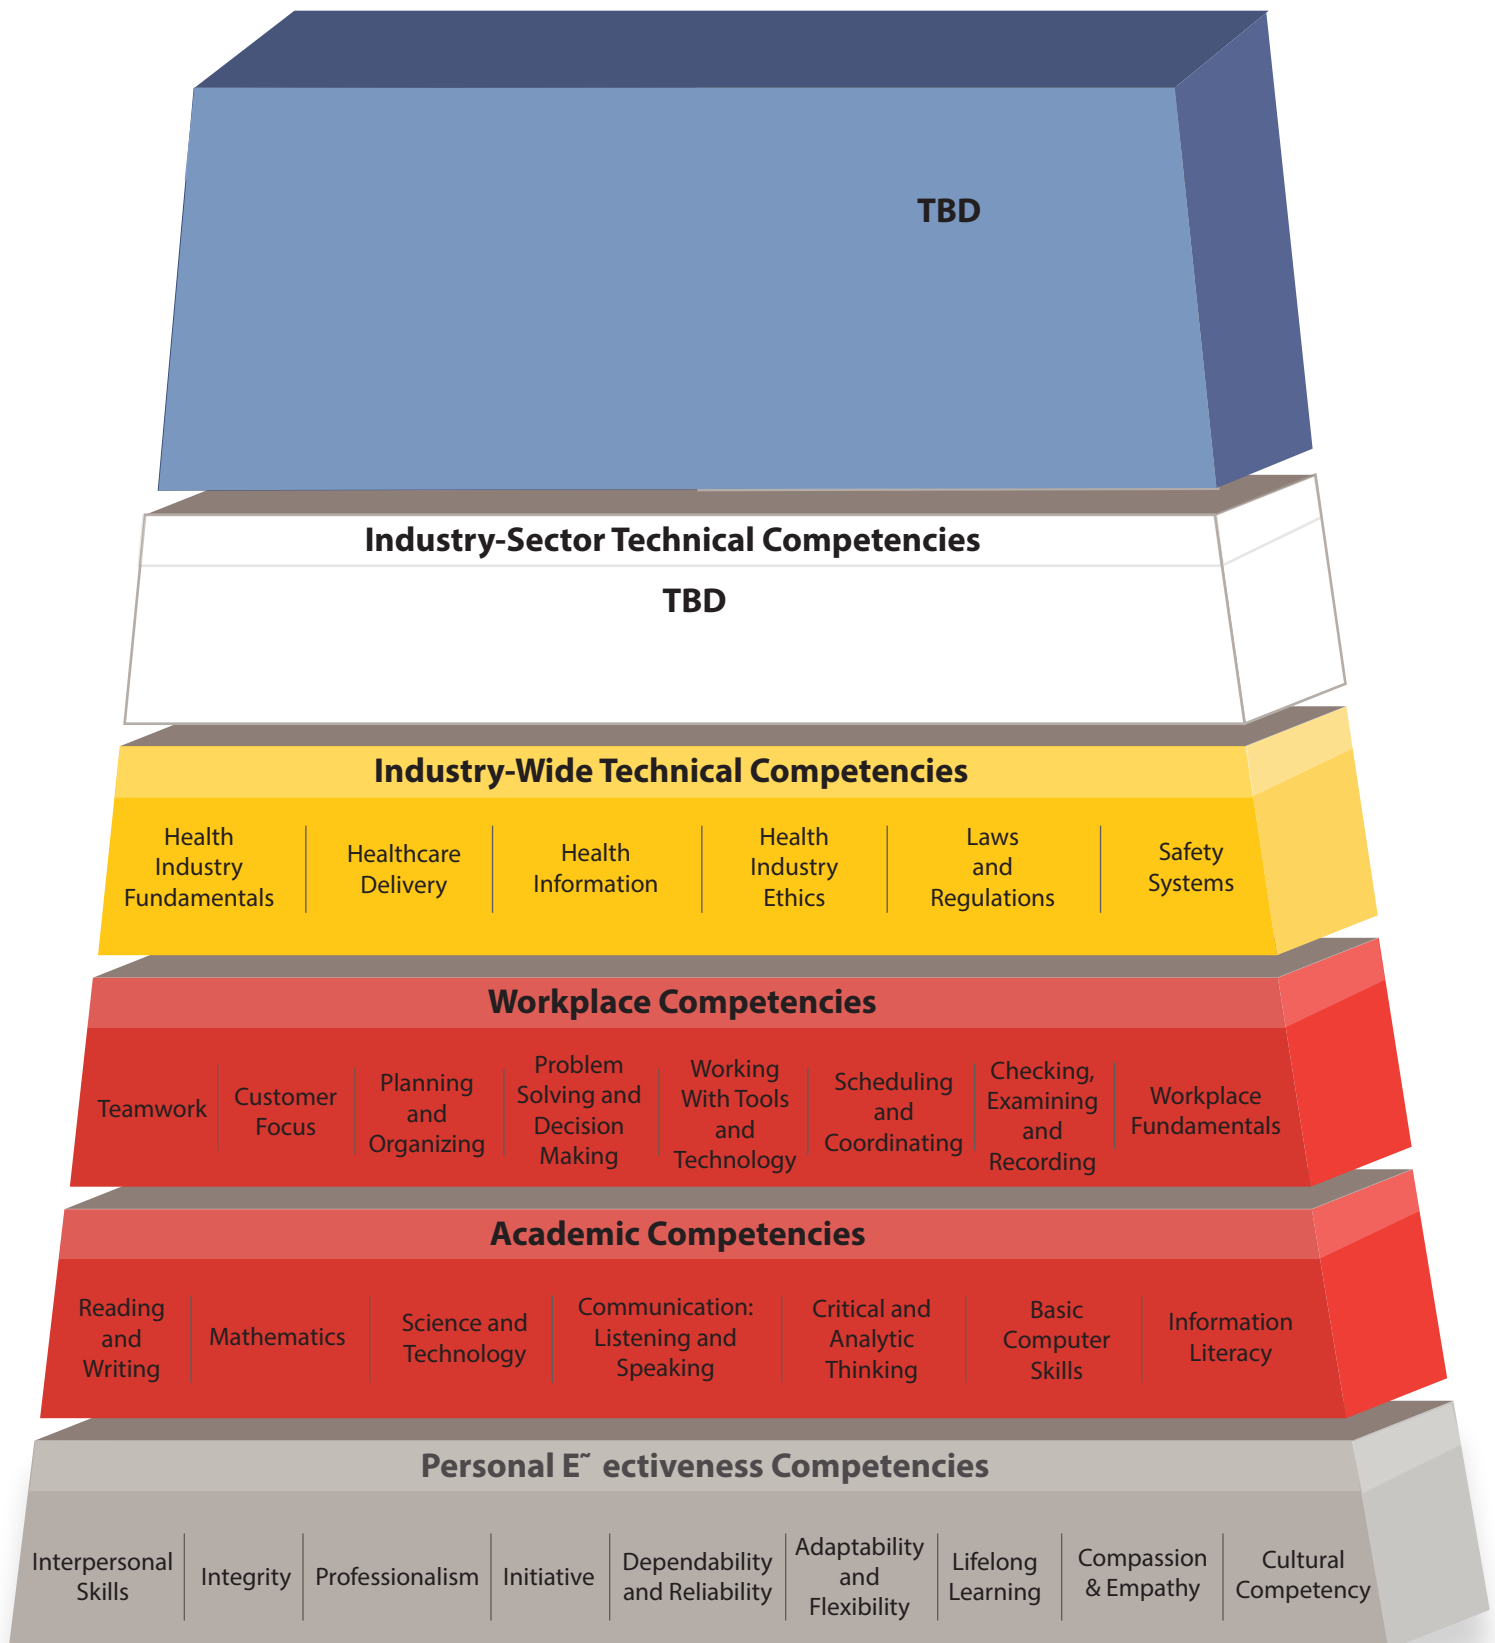 TBD
Industry-Sector Technical Competencies
TBD
Industry-Wide Technical Competencies
Health
Industry
Fundamentals
Healthcare
Delivery
Health
Information
Health
Industry
Ethics
Laws
and
Regulations
Safety
Systems
Workplace Competencies
Teamwork
Customer
Focus
Planning
and
Organizing
Problem
Solving and
Decision
Making
Working
With Tools
and
Technology
Scheduling
and
Coordinating
Checking,
Examining
and
Recording
Workplace
Fundamentals
Academic Competencies
Reading
and
Writing
Mathematics
Science and
Technology
Communication:
Listening and
Speaking
Critical and
Analytic
Thinking
Basic
Computer
Skills
Information
Literacy
Personal E˜ ectiveness Competencies
Interpersonal
Skills
Integrity
Professionalism
Initiative
Dependability
and Reliability
Adaptability
and
Flexibility
Lifelong
Learning
Compassion
& Empathy
Cultural
Competency